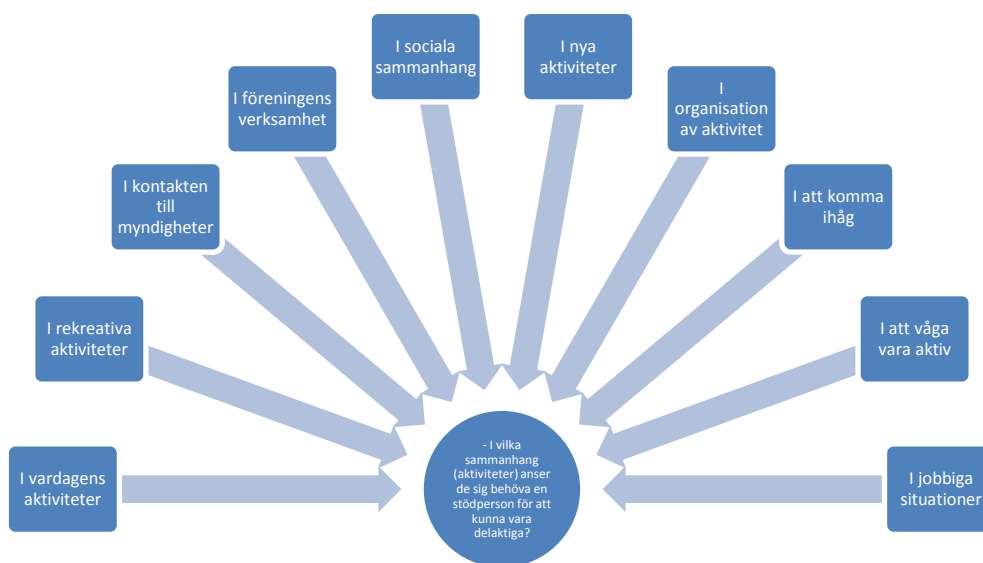 I sociala
sammanhang
I nya
aktiviteter
I föreningens
verksamhet
I
organisation
av aktivitet
I kontakten
till
myndigheter
I att komma
ihåg
I rekreativa
aktiviteter
I att våga
vara aktiv
I vardagens
aktiviteter
- I vilka
sammanhang
(aktiviteter) anser
de sig behöva en
stödperson för att
kunna vara
delaktiga?
I jobbiga
situationer